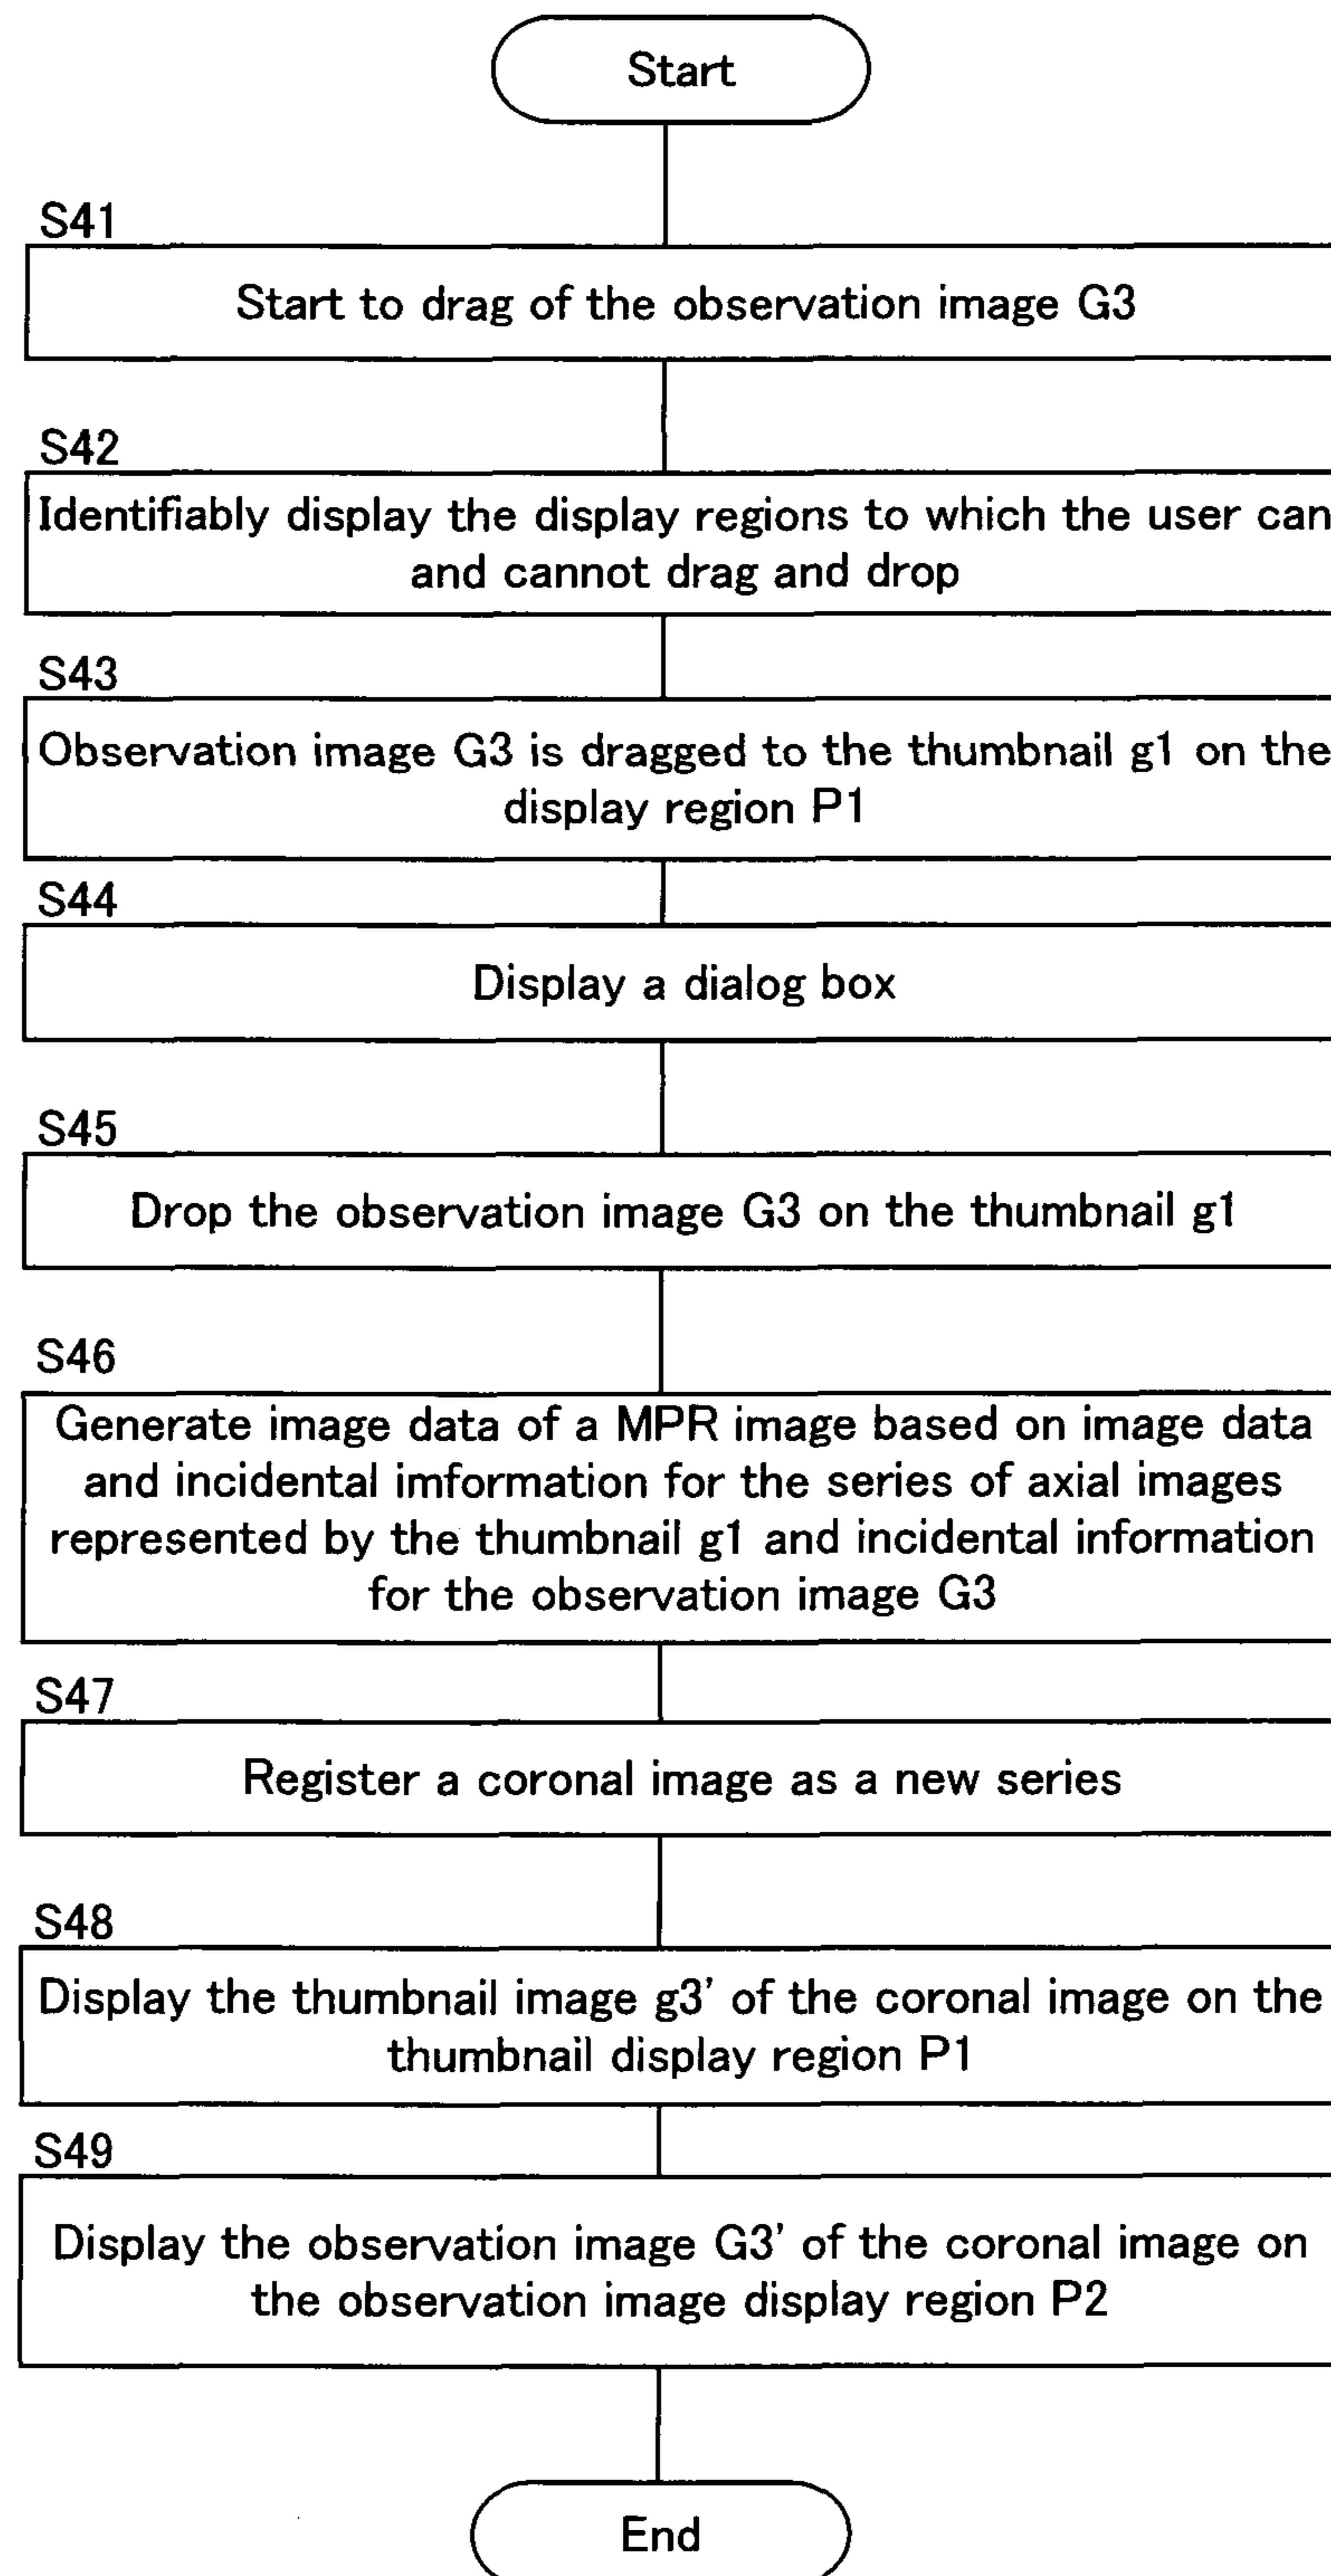 Start
S41
Start to drag of the observation image G3
S42
Identifiably display the display regions to which the user can
and cannot drag and drop
S43
Observation image G3 is dragged to the thumbnail g1 on the
display region P1
S44
Display a dialog box
S45
Drop the observation image G3 on the thumbnail g1
S46
Generate image data of a MPR image based on image data
and incidental imformation for the series of axial images
represented by the thumbnail g1 and incidental information
for the observation image G3
S47
Register a coronal image as a new series
S48
Display the thumbnail image g3' of the coronal image on the
thumbnail display region P1
S49
Display the observation image G3' of the coronal image on
the observation image display region P2
End